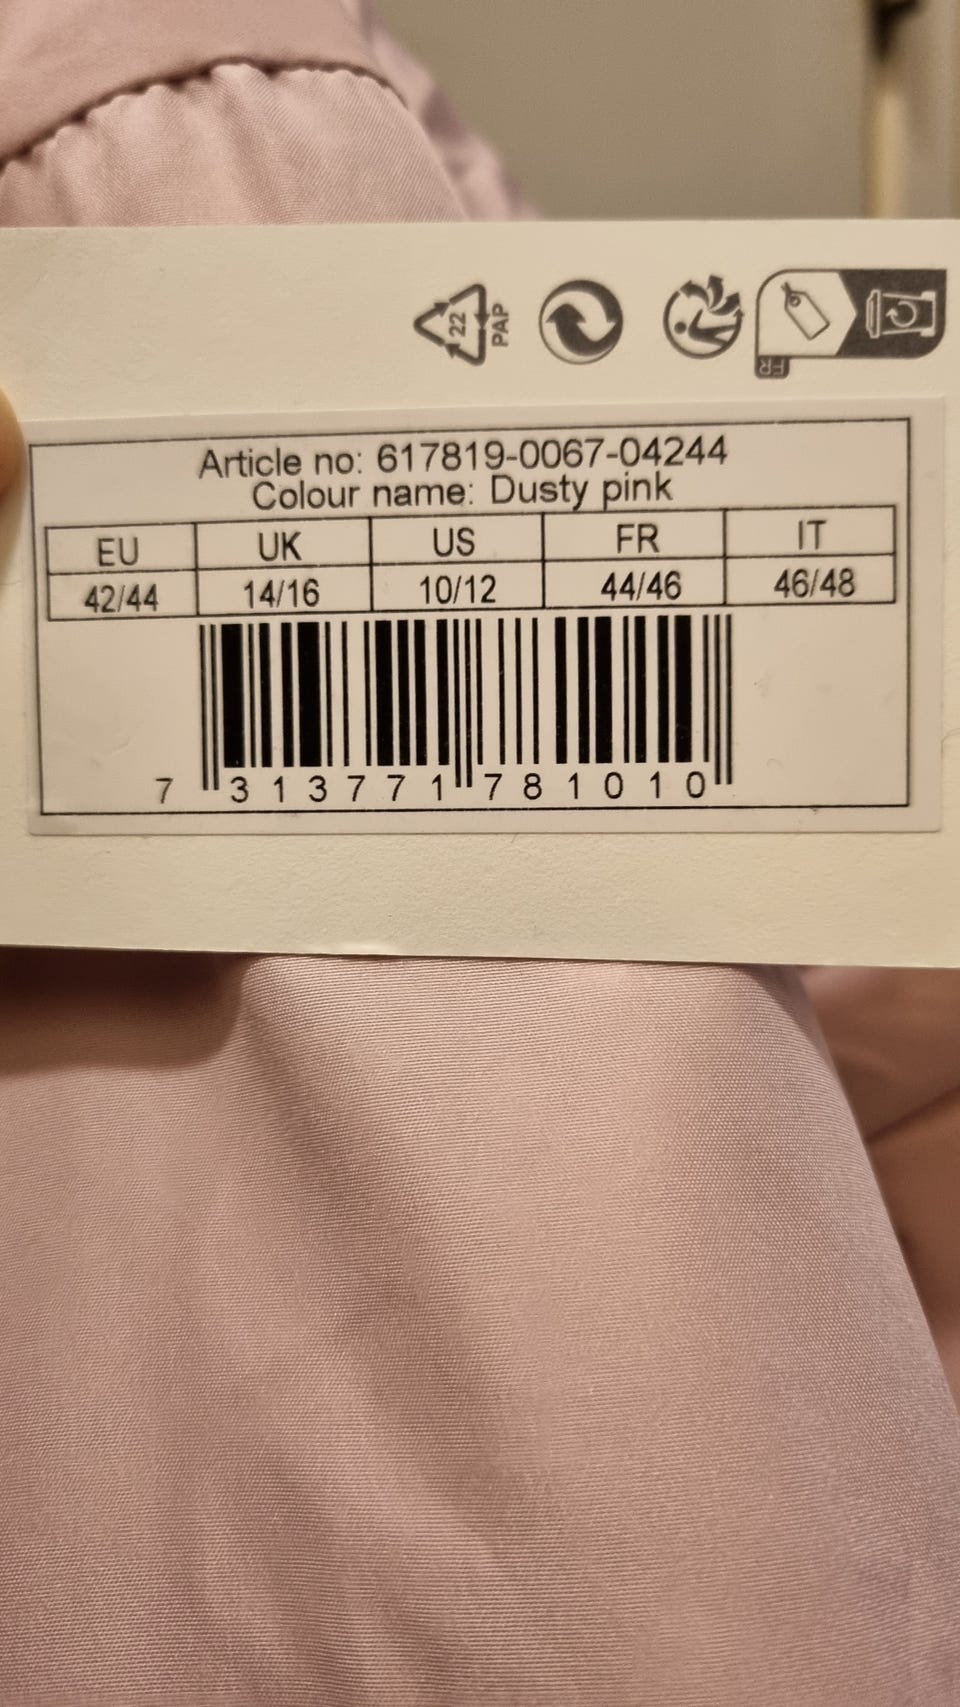 22
PAP
FR
Article no: 617819-0067-04244
Colour name: Dusty pink
EU UK US FR IT
42/44 14/16 10/12 44/46 46/48
7 313771 781010